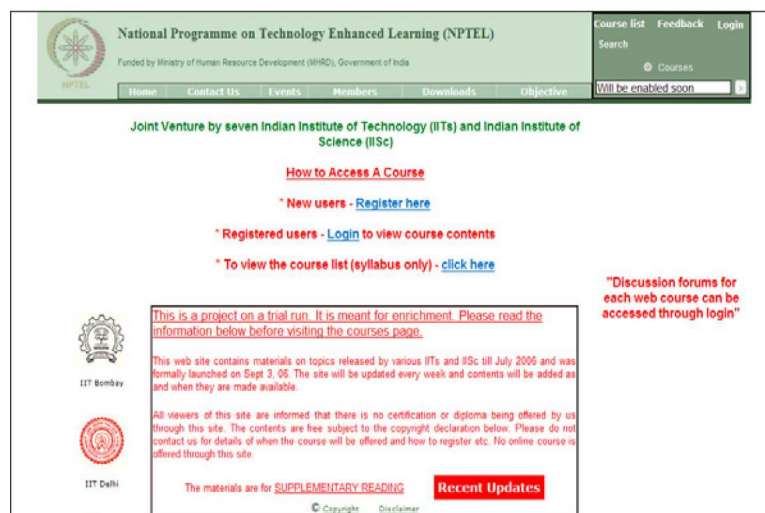 National Programme on Technology Enhanced Learning (NPTEL)
Funded by Ministry of Human Resource Development (MHRD), Government of India
NPTEL
Home Contact Us Events Members Downloads Objective
Course list Feedback Login
Search
Courses
Will be enabled soon
Joint Venture by seven Indian Institute of Technology (IITs) and Indian Institute of
Science (IISc)
How to Access A Course
* New users - Register here
* Registered users - Login to view course contents
* To view the course list (syllabus only) - click here
"Discussion forums for
each web course can be
accessed through login"
IIT Bombay
IIT Delhi
This is a project on a trial run. It is meant for enrichment. Please read the
information below before visiting the courses page.
This web site contains materials on topics released by various IITs and IISc till July 2006 and was
formally launched on Sept 3, 06. The site will be updated every week and contents will be added as
and when they are made available.
All viewers of this site are informed that there is no certification or diploma being offered by us
through this site. The contents are free subject to the copyright declaration below. Please do not
contact us for details of when the course will be offered and how to register etc. No online course is
offered through this site.
The materials are for SUPPLEMENTARY READING Recent Updates
© Copyright Disclaimer